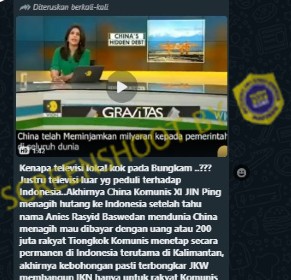 Diteruskan berkali-kali
CHINA'S
HIDDEN DEBT
GRAVITAS
China telah Meminjamkan milyaran kepada pemerintah
di seluruh dunia
1:42
Kenapa televisi lokal kok pada Bungkam ..???
Justru televisi luar yg peduli terhadap
Indonesia..Akhirnya China Komunis XI JIN Ping
menagih hutang ke Indonesia setelah tahu
nama Anies Rasyid Baswedan mendunia China
menagih mau dibayar dengan uang atau 200
juta rakyat Tiongkok Komunis menetap secara
permanen di Indonesia terutama di Kalimantan,
akhirnya kebohongan pasti terbongkar JKW
membangun IKN hanya untuk rakyat Komunis